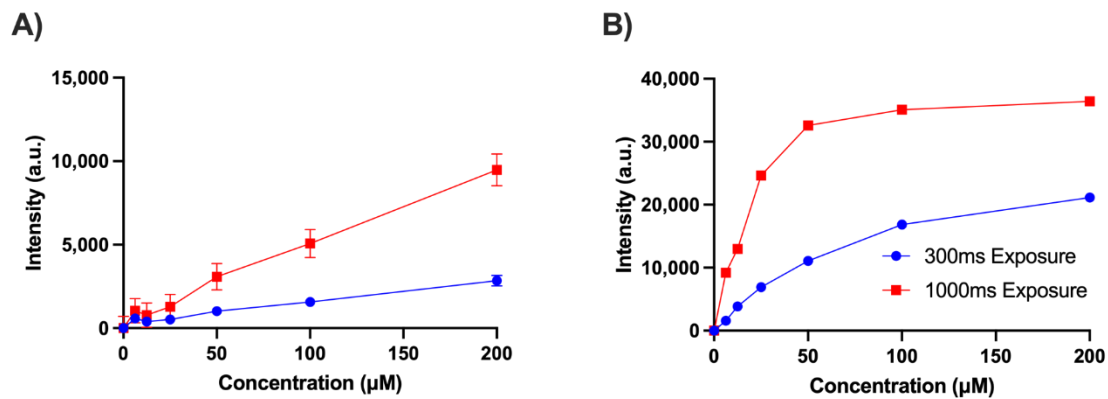 A)
15,000
10,000
5,000
0
Intensity (a.u.)
0 50 100 150 200
Concentration (μM)
B)
40,000
30,000
20,000
10,000
0
Intensity (a.u.)
300ms Exposure
1000ms Exposure
0 50 100 150 200
Concentration (μM)